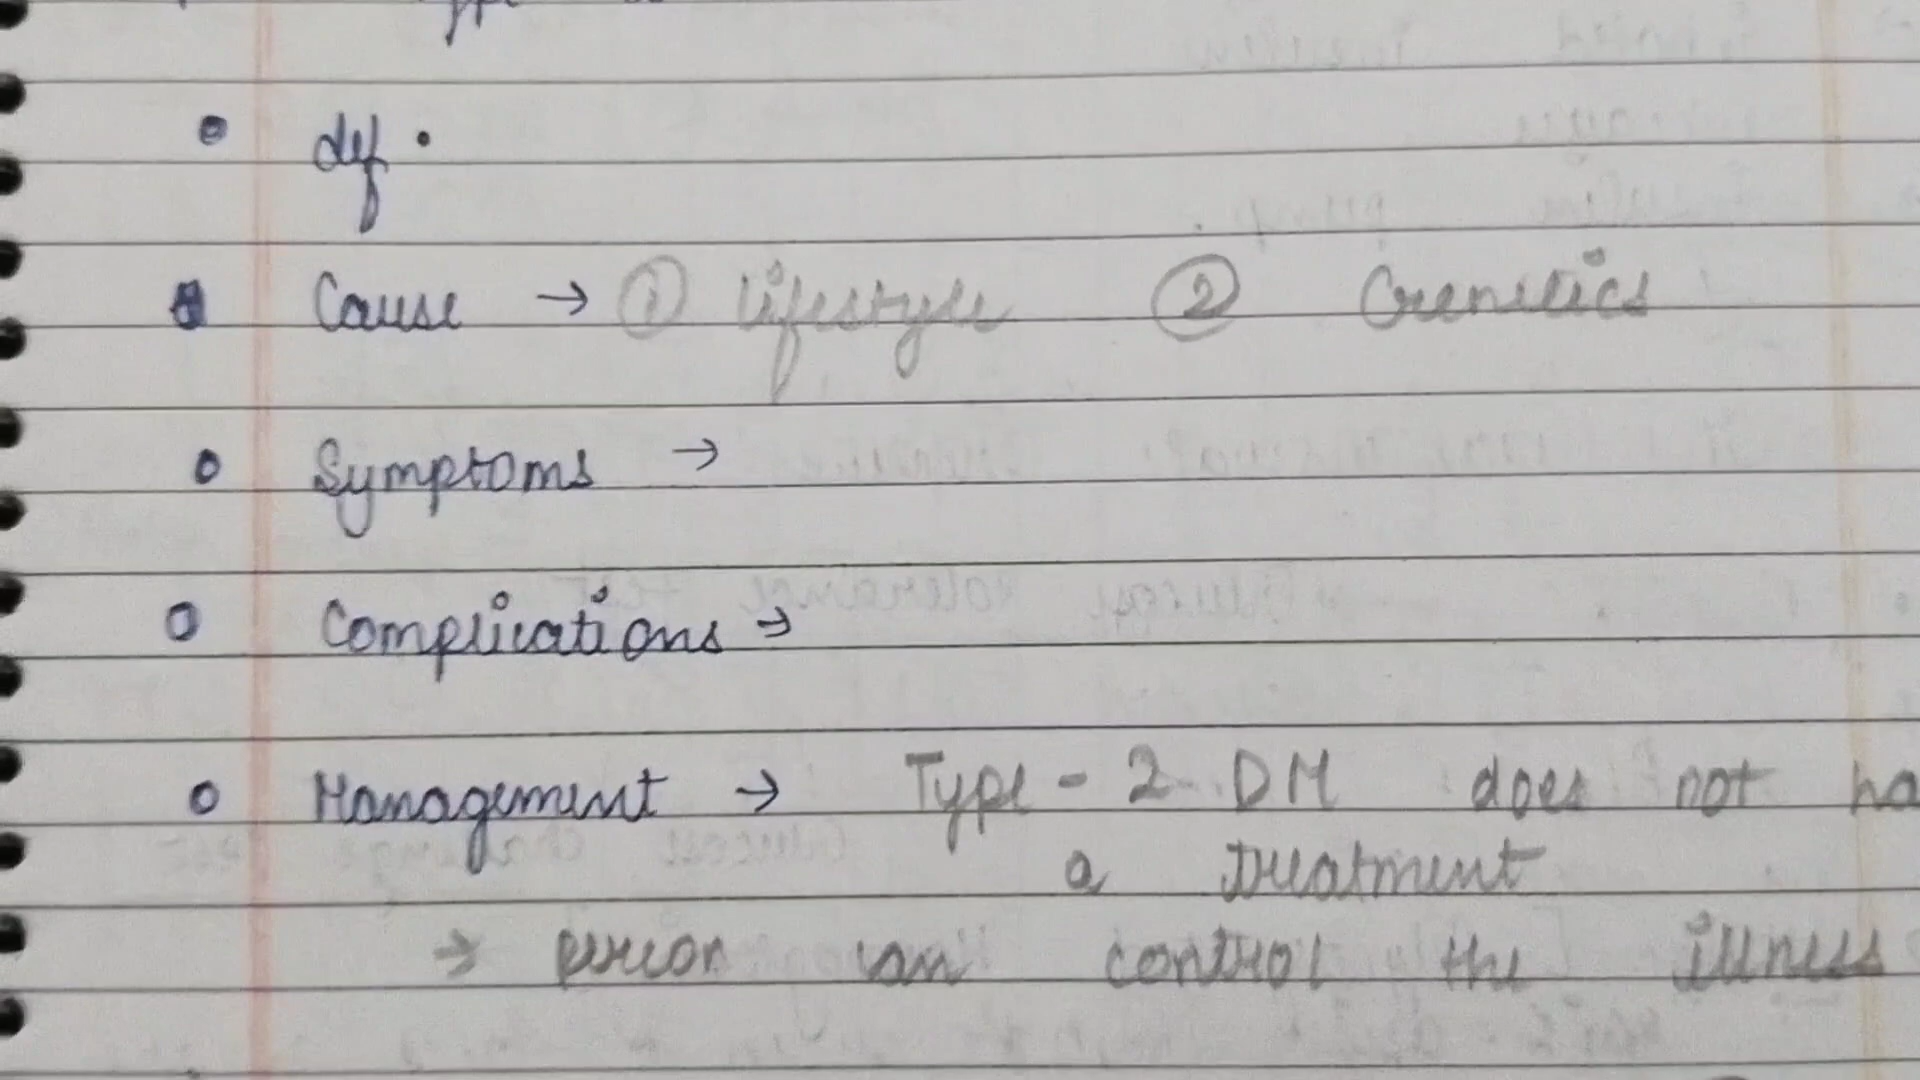 def.
Cause → ① Lifestyle ② Genetics
Symptoms →
Complications →
Management → Type - 2 DM does not ha
a treatment
→ person can control the illness